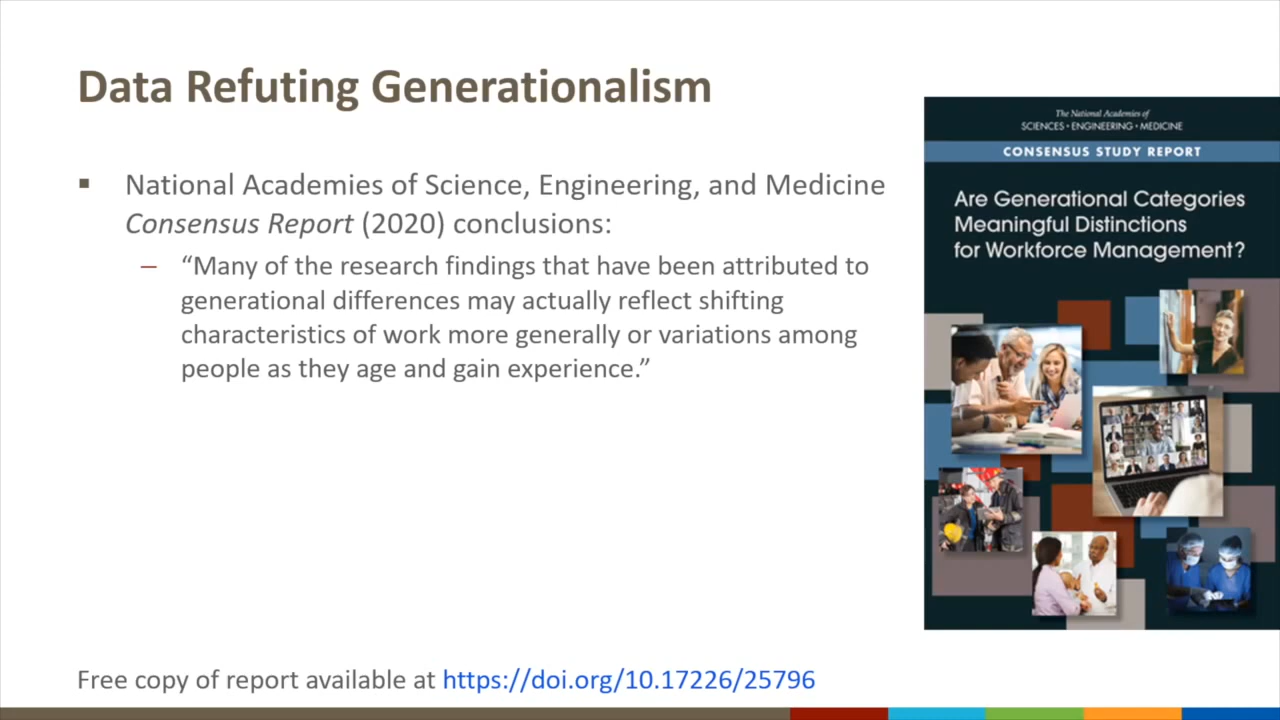 Data Refuting Generationalism
▪ National Academies of Science, Engineering, and Medicine
Consensus Report (2020) conclusions:
– “Many of the research findings that have been attributed to
generational differences may actually reflect shifting
characteristics of work more generally or variations among
people as they age and gain experience.”
Free copy of report available at https://doi.org/10.17226/25796
The National Academies of
SCIENCES • ENGINEERING • MEDICINE
CONSENSUS STUDY REPORT
Are Generational Categories
Meaningful Distinctions
for Workforce Management?